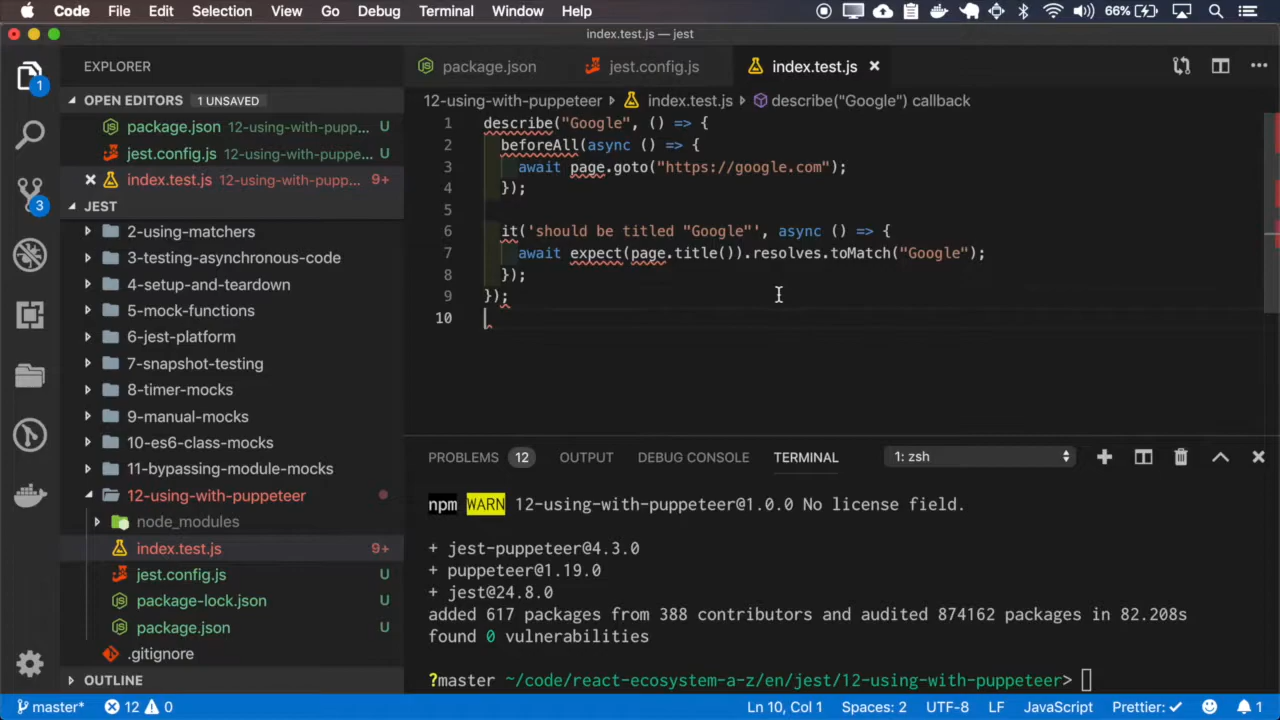 Code File Edit Selection View Go Debug Terminal Window Help 66%
index.test.js — jest
EXPLORER
package.json jest.config.js index.test.js
OPEN EDITORS 1 UNSAVED
12-using-with-puppeteer index.test.js describe("Google") callback
package.json 12-using-with-pupp... U
jest.config.js 12-using-with-puppete... U
index.test.js 12-using-with-pupp... 9+
JEST
2-using-matchers
3-testing-asynchronous-code
4-setup-and-teardown
5-mock-functions
6-jest-platform
7-snapshot-testing
8-timer-mocks
9-manual-mocks
10-es6-class-mocks
11-bypassing-module-mocks
12-using-with-puppeteer
node_modules
index.test.js 9+
jest.config.js U
package-lock.json U
package.json U
.gitignore
OUTLINE
1
3
1 describe("Google", () => {
2 beforeAll(async () => {
3 await page.goto("https://google.com");
4 });
5
6 it('should be titled "Google"', async () => {
7 await expect(page.title()).resolves.toMatch("Google");
8 });
9 });
10
PROBLEMS 12 OUTPUT DEBUG CONSOLE TERMINAL 1: zsh
npm WARN 12-using-with-puppeteer@1.0.0 No license field.
+ jest-puppeteer@4.3.0
+ puppeteer@1.19.0
+ jest@24.8.0
added 617 packages from 388 contributors and audited 874162 packages in 82.208s
found 0 vulnerabilities
?master ~/code/react-ecosystem-a-z/en/jest/12-using-with-puppeteer>
master* 12 0 Ln 10, Col 1 Spaces: 2 UTF-8 LF JavaScript Prettier: ✓ 1